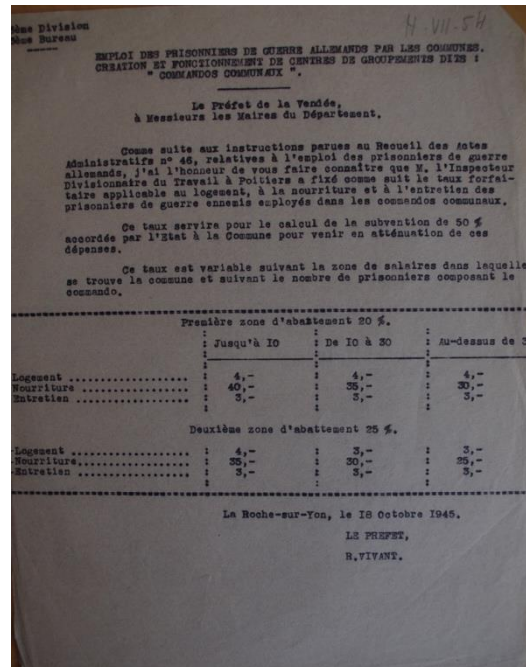 ème Division
ème Bureau
H-VII-54
EMPLOI DES PRISONNIERS DE GUERRE ALLEMANDS PAR LES COMMUNES.
CREATION ET FONCTIONNEMENT DE CENTRES DE GROUPEMENTS DITS :
" COMMANDOS COMMUNAUX ".
Le Préfet de la Vendée,
à Messieurs les Maires du Département.
Comme suite aux instructions parues au Recueil des Actes
Administratifs n° 46, relatives à l'emploi des prisonniers de guerre
allemands, j'ai l'honneur de vous faire connaître que M. l'Inspecteur
Divisionnaire du Travail à Poitiers a fixé comme suit le taux forfai-
taire applicable au logement, à la nourriture et à l'entretien des
prisonniers de guerre ennemis employés dans les commandos communaux.
Ce taux servira pour le calcul de la subvention de 50 %
accordée par l'Etat à la Commune pour venir en atténuation de ces
dépenses.
Ce taux est variable suivant la zone de salaires dans laquelle
se trouve la commune et suivant le nombre de prisonniers composant le
commando.
Première zone d'abattement 20 %.
: Jusqu'à IO : De IO à 30 : Au-dessus de 3
Logement .................. : 4,- : 4,- : 4,-
Nourriture ................ : 40,- : 35,- : 30,-
Entretien ................. : 3,- : 3,- : 3,-
Deuxième zone d'abattement 25 %.
-Logement .................. : 4,- : 3,- : 3,-
-Nourriture................. : 35,- : 30,- : 25,-
-Entretien ................. : 3,- : 3,- : 3,-
La Roche-sur-Yon, le I8 Octobre I945.
LE PREFET,
R.VIVANT.